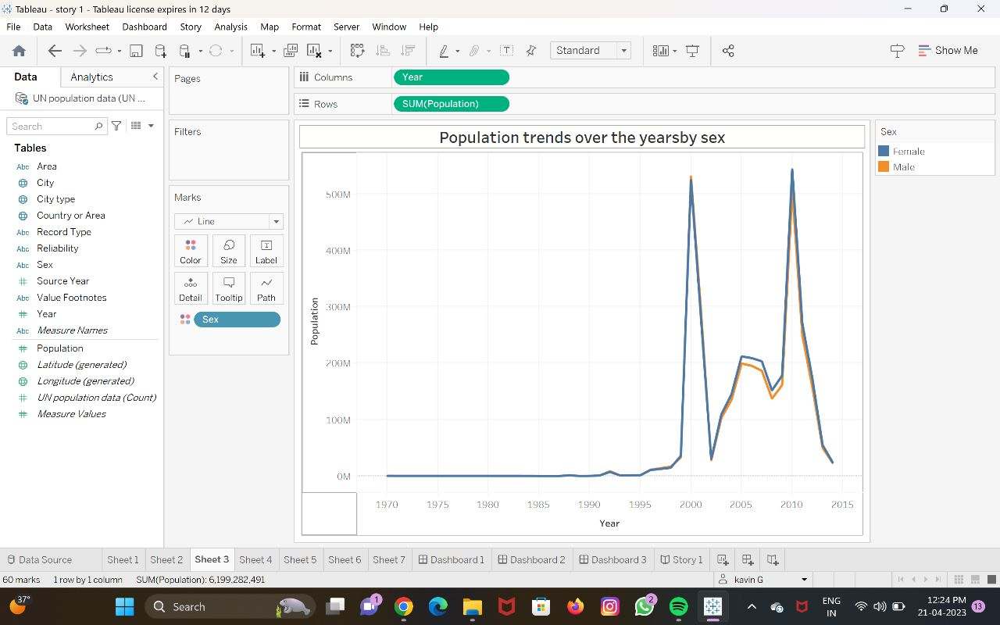 Tableau - story 1 - Tableau license expires in 12 days
File Data Worksheet Dashboard Story Analysis Map Format Server Window Help
Standard
Show Me
Data
Analytics
UN population data (UN ...
Search
Tables
Abc Area
City
City type
Country or Area
Abc Record Type
Abc Reliability
Abc Sex
Source Year
Abc Value Footnotes
Year
Abc Measure Names
Population
Latitude (generated)
Longitude (generated)
UN population data (Count)
Measure Values
Pages
Filters
Marks
Line
Color Size Label
Detail Tooltip Path
Sex
Columns Year
Rows SUM(Population)
Population trends over the yearsby sex
500M
400M
300M
200M
100M
0M
Population
1970 1975 1980 1985 1990 1995 2000 2005 2010 2015
Year
Sex
Female
Male
Data Source Sheet 1 Sheet 2 Sheet 3 Sheet 4 Sheet 5 Sheet 6 Sheet 7 Dashboard 1 Dashboard 2 Dashboard 3 Story 1
60 marks 1 row by 1 column SUM(Population): 6,199,282,491
kavin G
37°
Search
1
2
ENG
IN
12:24 PM
21-04-2023
13